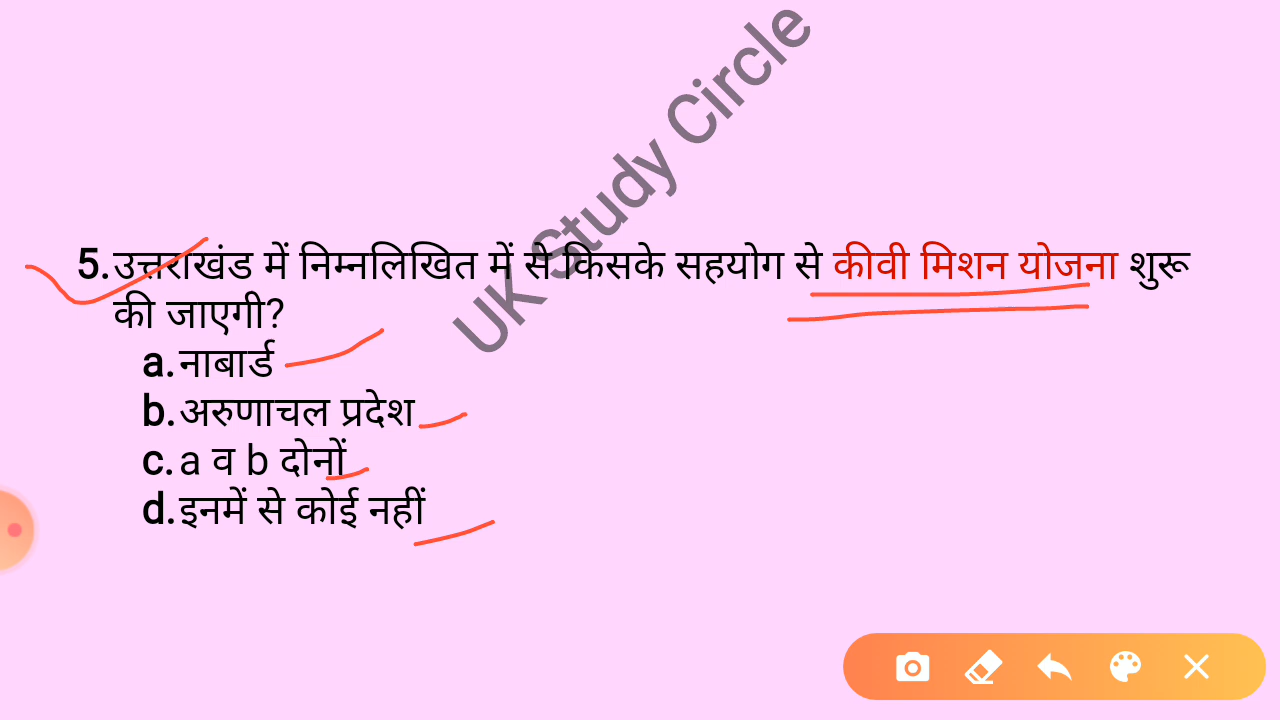 UK Study Circle
5. उत्तराखंड में निम्नलिखित में से किसके सहयोग से कीवी मिशन योजना शुरू
की जाएगी?
a. नाबार्ड
b. अरुणाचल प्रदेश
c. a व b दोनों
d. इनमें से कोई नहीं